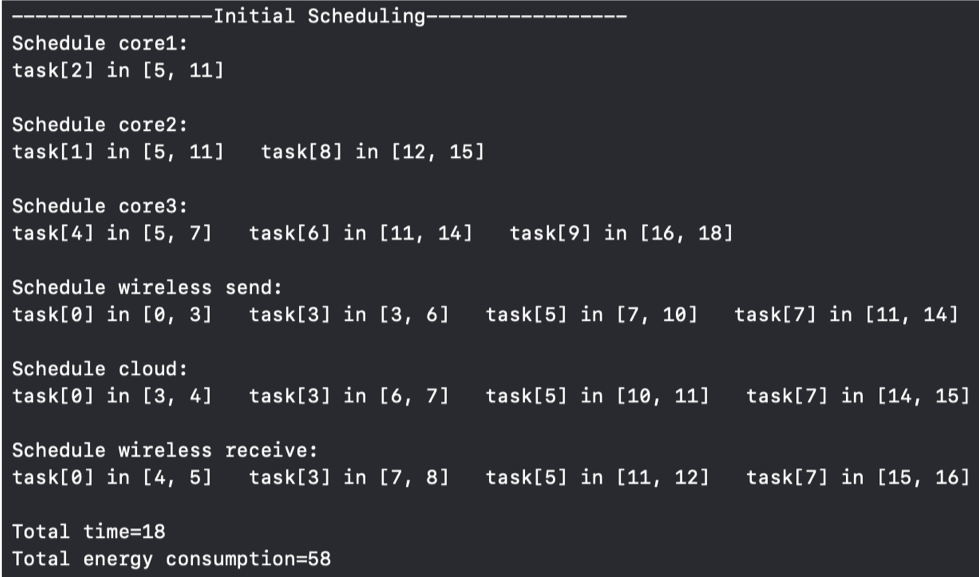 -----------------Initial Scheduling-----------------
Schedule core1:
task[2] in [5, 11]
Schedule core2:
task[1] in [5, 11]   task[8] in [12, 15]
Schedule core3:
task[4] in [5, 7]   task[6] in [11, 14]   task[9] in [16, 18]
Schedule wireless send:
task[0] in [0, 3]   task[3] in [3, 6]   task[5] in [7, 10]   task[7] in [11, 14]
Schedule cloud:
task[0] in [3, 4]   task[3] in [6, 7]   task[5] in [10, 11]   task[7] in [14, 15]
Schedule wireless receive:
task[0] in [4, 5]   task[3] in [7, 8]   task[5] in [11, 12]   task[7] in [15, 16]
Total time=18
Total energy consumption=58